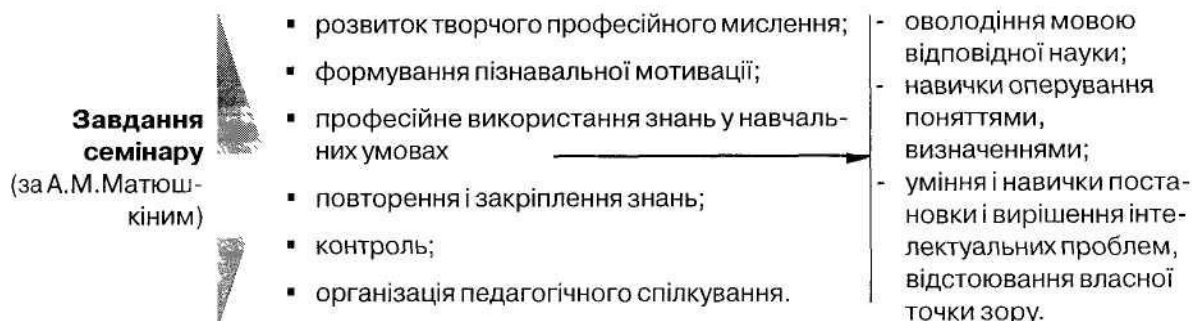 Завдання
семінару
(за А.М.Матюш-
кіним)
розвиток творчого професійного мислення;
формування пізнавальної мотивації;
професійне використання знань у навчаль-
них умовах
повторення і закріплення знань;
контроль;
організація педагогічного спілкування.
- оволодіння мовою
відповідної науки;
- навички оперування
поняттями,
визначеннями;
- уміння і навички поста-
новки і вирішення інте-
лектуальних проблем,
відстоювання власної
точки зору.